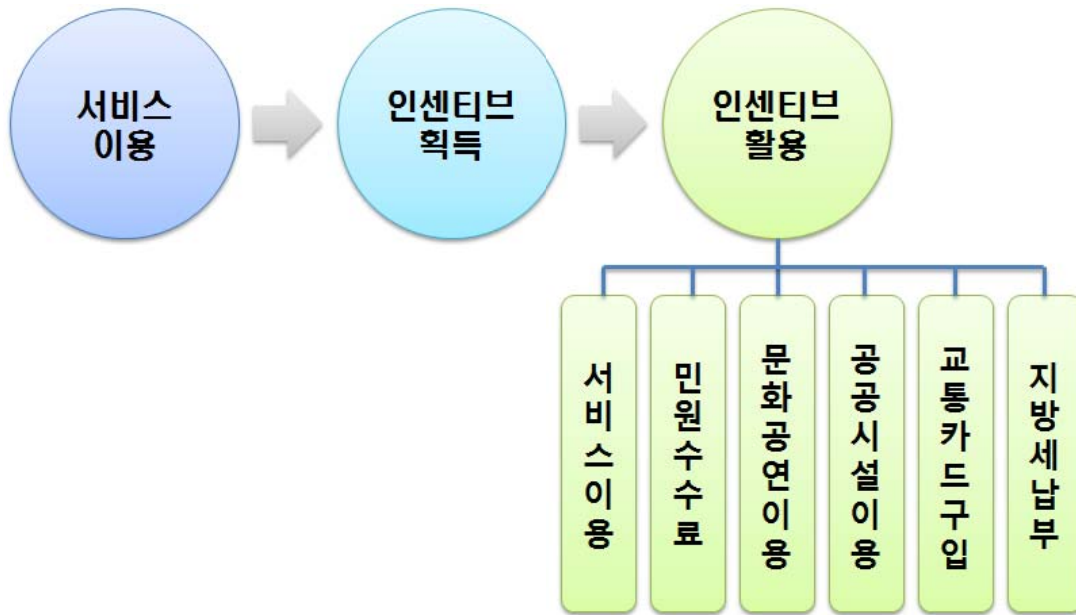 서비스
이용
인센티브
획득
인센티브
활용
서비스이용
민원수수료
문화공연이용
공공시설이용
교통카드구입
지방세납부